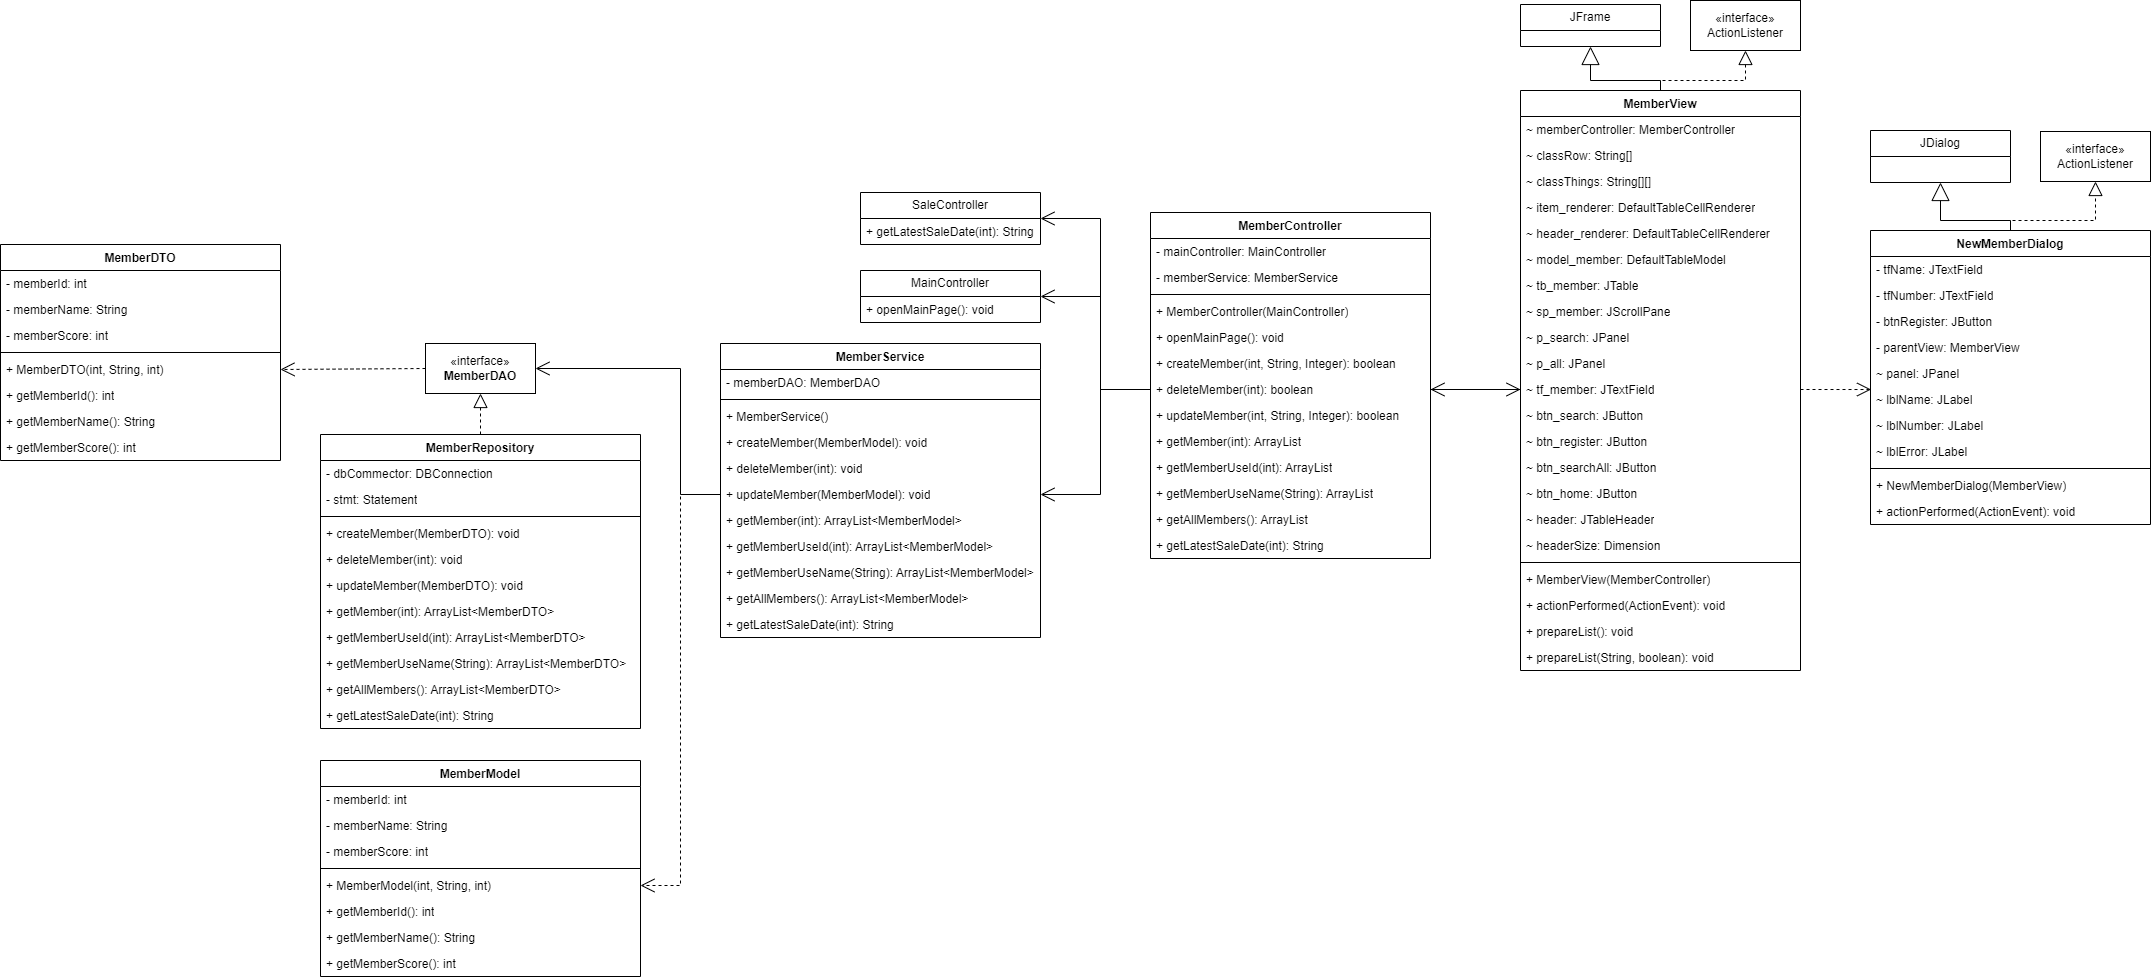 JFrame
«interface»
ActionListener
MemberView
~ memberController: MemberController
~ classRow: String[]
~ classThings: String[][]
~ item_renderer: DefaultTableCellRenderer
~ header_renderer: DefaultTableCellRenderer
~ model_member: DefaultTableModel
~ tb_member: JTable
~ sp_member: JScrollPane
~ p_search: JPanel
~ p_all: JPanel
~ tf_member: JTextField
~ btn_search: JButton
~ btn_register: JButton
~ btn_searchAll: JButton
~ btn_home: JButton
~ header: JTableHeader
~ headerSize: Dimension
+ MemberView(MemberController)
+ actionPerformed(ActionEvent): void
+ prepareList(): void
+ prepareList(String, boolean): void
JDialog
«interface»
ActionListener
NewMemberDialog
- tfName: JTextField
- tfNumber: JTextField
- btnRegister: JButton
- parentView: MemberView
~ panel: JPanel
~ lblName: JLabel
~ lblNumber: JLabel
~ lblError: JLabel
+ NewMemberDialog(MemberView)
+ actionPerformed(ActionEvent): void
SaleController
+ getLatestSaleDate(int): String
MainController
+ openMainPage(): void
MemberController
- mainController: MainController
- memberService: MemberService
+ MemberController(MainController)
+ openMainPage(): void
+ createMember(int, String, Integer): boolean
+ deleteMember(int): boolean
+ updateMember(int, String, Integer): boolean
+ getMember(int): ArrayList
+ getMemberUseId(int): ArrayList
+ getMemberUseName(String): ArrayList
+ getAllMembers(): ArrayList
+ getLatestSaleDate(int): String
MemberDTO
- memberId: int
- memberName: String
- memberScore: int
+ MemberDTO(int, String, int)
+ getMemberId(): int
+ getMemberName(): String
+ getMemberScore(): int
«interface»
MemberDAO
MemberService
- memberDAO: MemberDAO
+ MemberService()
+ createMember(MemberModel): void
+ deleteMember(int): void
+ updateMember(MemberModel): void
+ getMember(int): ArrayList<MemberModel>
+ getMemberUseId(int): ArrayList<MemberModel>
+ getMemberUseName(String): ArrayList<MemberModel>
+ getAllMembers(): ArrayList<MemberModel>
+ getLatestSaleDate(int): String
MemberRepository
- dbCommector: DBConnection
- stmt: Statement
+ createMember(MemberDTO): void
+ deleteMember(int): void
+ updateMember(MemberDTO): void
+ getMember(int): ArrayList<MemberDTO>
+ getMemberUseId(int): ArrayList<MemberDTO>
+ getMemberUseName(String): ArrayList<MemberDTO>
+ getAllMembers(): ArrayList<MemberDTO>
+ getLatestSaleDate(int): String
MemberModel
- memberId: int
- memberName: String
- memberScore: int
+ MemberModel(int, String, int)
+ getMemberId(): int
+ getMemberName(): String
+ getMemberScore(): int